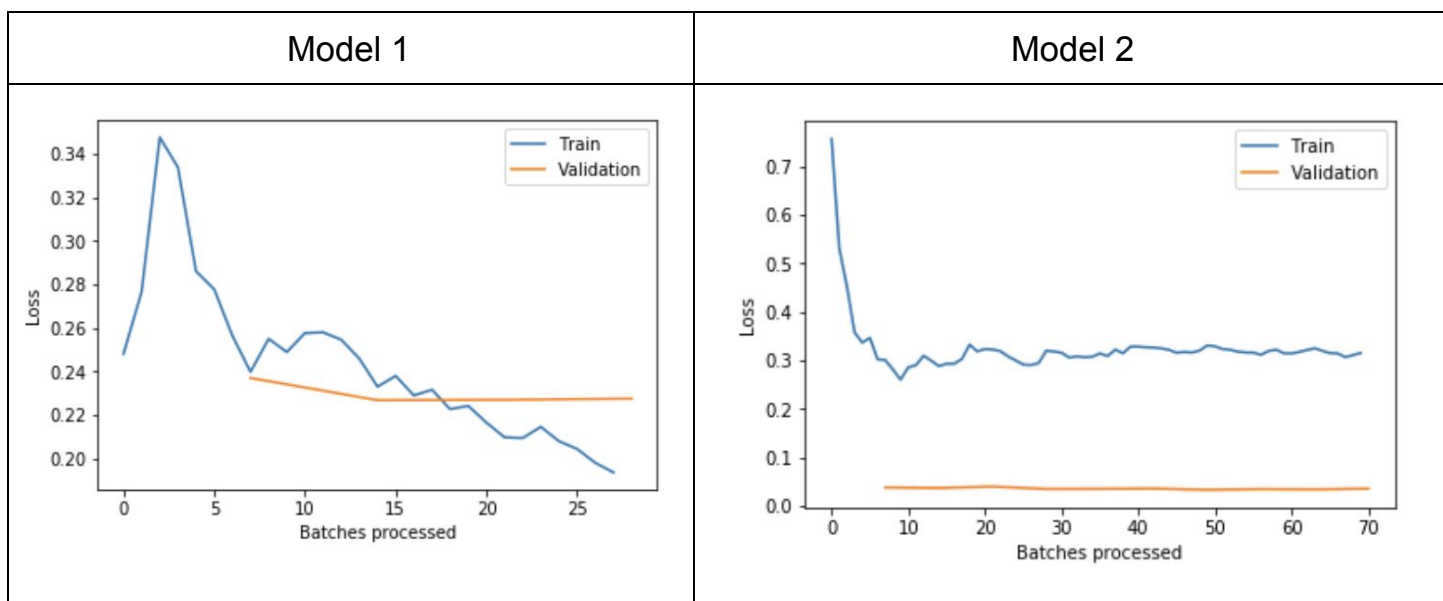 Model 1
Model 2
Train
Validation
0.34
0.32
0.30
0.28
0.26
0.24
0.22
0.20
Loss
0 5 10 15 20 25
Batches processed
Train
Validation
0.7
0.6
0.5
0.4
0.3
0.2
0.1
0.0
Loss
0 10 20 30 40 50 60 70
Batches processed